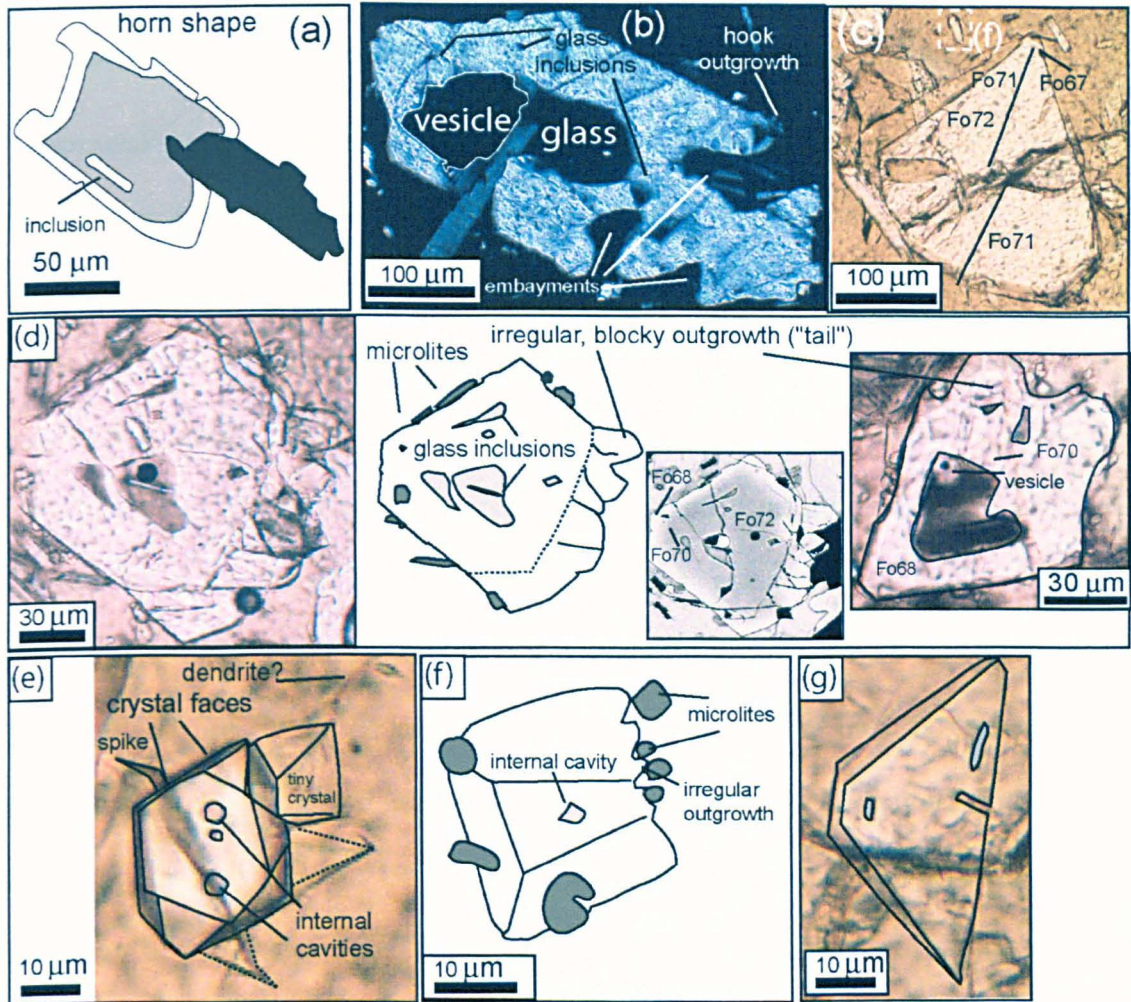 horn shape
(a)
inclusion
50 μm
(b)
glass
inclusions
hook
outgrowth
vesicle
glass
100 μm
embayments
(c)
(f)
Fo71
Fo67
Fo72
Fo71
100 μm
(d)
microlites
irregular, blocky outgrowth ("tail")
glass inclusions
Fo68
Fo72
Fo70
Fo70
vesicle
Fo68
30 μm
30 μm
(e)
dendrite?
crystal faces
spike
tiny
crystal
internal
cavities
10 μm
(f)
microlites
internal cavity
irregular
outgrowth
10 μm
(g)
10 μm